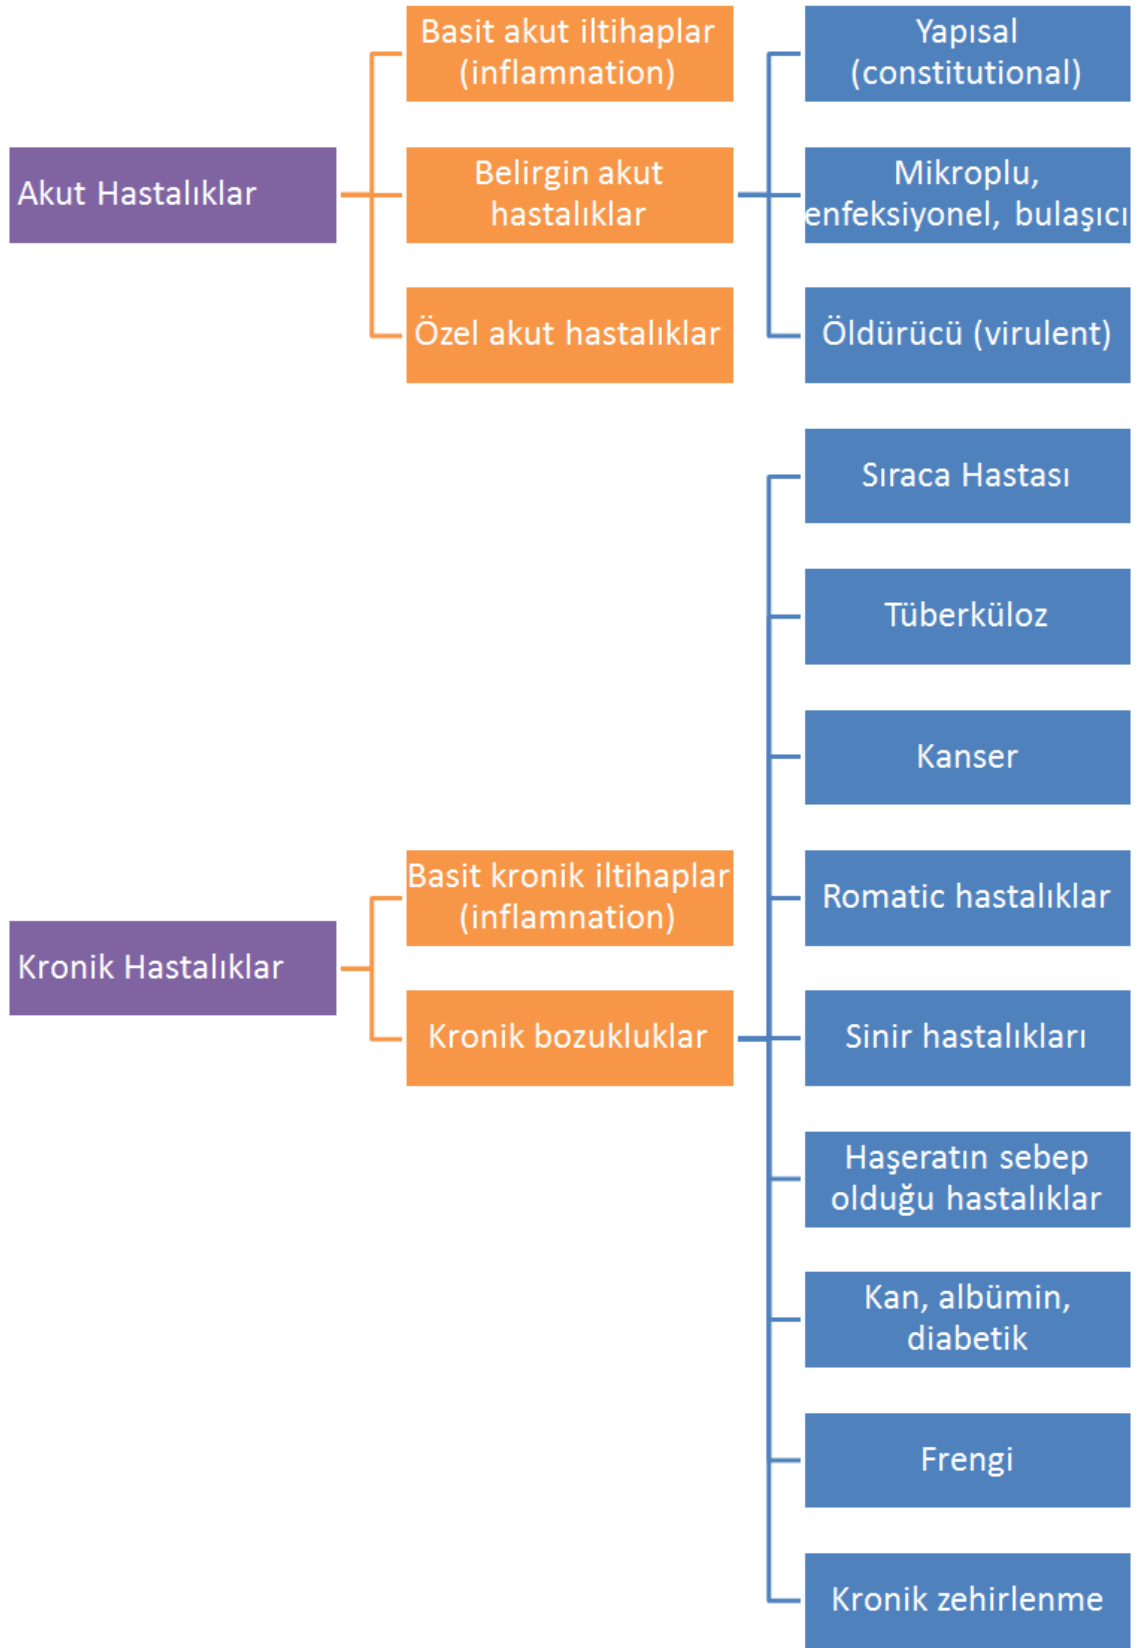 Akut Hastalıklar
Basit akut iltihaplar
(inflamnation)
Belirgin akut
hastalıklar
Yapısal
(constitutional)
Mikroplu,
enfeksiyonel, bulaşıcı
Öldürücü (virulent)
Özel akut hastalıklar
Kronik Hastalıklar
Basit kronik iltihaplar
(inflamnation)
Kronik bozukluklar
Sıraca Hastası
Tüberküloz
Kanser
Romatic hastalıklar
Sinir hastalıkları
Haşeratın sebep
olduğu hastalıklar
Kan, albümin,
diabetik
Frengi
Kronik zehirlenme